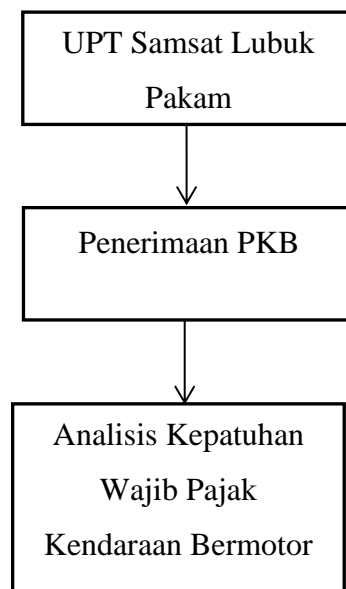 UPT Samsat Lubuk
Pakam
Penerimaan PKB
Analisis Kepatuhan
Wajib Pajak
Kendaraan Bermotor